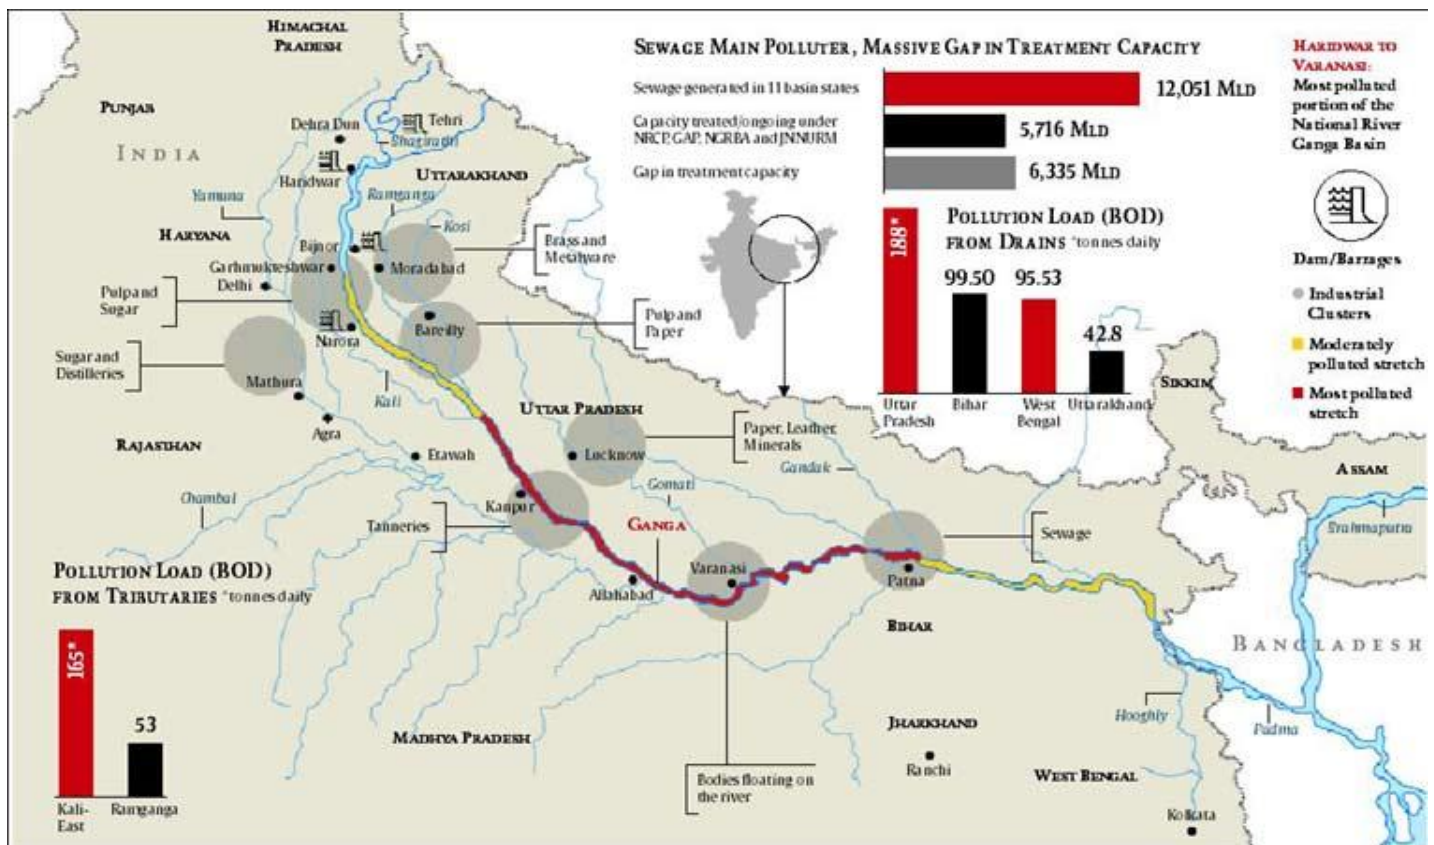 HIMACHAL
PRADESH
PUNJAB
INDIA
Dehra Dun
Tehri
Bhagirathi
Haridwar
UTTARAKHAND
Yamuna
Ramganga
Kosi
HARYANA
Bijnor
Garhmukteshwar
Moradabad
Delhi
Brass and
Metalware
Pulp and
Sugar
Narora
Bareilly
Pulp and
Paper
Sugar and
Distilleries
Mathura
Kali
Agra
RAJASTHAN
Etawah
UTTAR PRADESH
Lucknow
Paper, Leather,
Minerals
Gomati
Gandak
Chambal
Kanpur
Tanneries
GANGA
Allahabad
Varanasi
Patna
Sewage
BIHAR
Bodies floating on
the river
MADHYA PRADESH
JHARKHAND
Ranchi
WEST BENGAL
Kolkata
Hooghly
Padma
BANGLADESH
SIKKIM
ASSAM
Brahmaputra
SEWAGE MAIN POLLUTER, MASSIVE GAP IN TREATMENT CAPACITY
Sewage generated in 11 basin states
12,051 MLD
Capacity treated/ongoing under
NRCP, GAP, NGRBA and JNNURM
5,716 MLD
Gap in treatment capacity
6,335 MLD
POLLUTION LOAD (BOD)
FROM DRAINS *tonnes daily
188*
99.50
95.53
42.8
Uttar
Pradesh
Bihar
West
Bengal
Uttarakhand
HARIDWAR TO
VARANASI:
Most polluted
portion of the
National River
Ganga Basin
Dam/Barrages
Industrial
Clusters
Moderately
polluted stretch
Most polluted
stretch
POLLUTION LOAD (BOD)
FROM TRIBUTARIES *tonnes daily
165*
53
Kali-
East
Ramganga